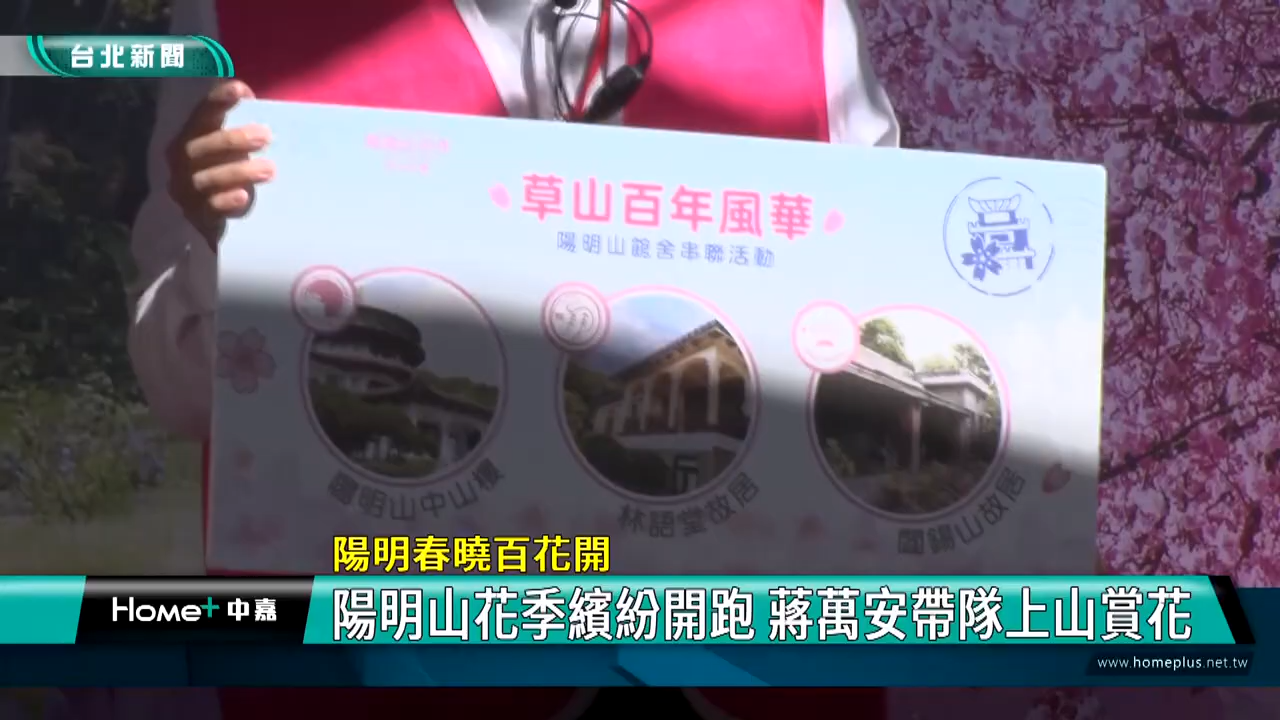 台北新聞
草山百年風華
陽明山館舍串聯活動
陽明山中山樓
林語堂故居
閻錫山故居
陽明春曉百花開
Home+中嘉
陽明山花季繽紛開跑 蔣萬安帶隊上山賞花
www.homeplus.net.tw